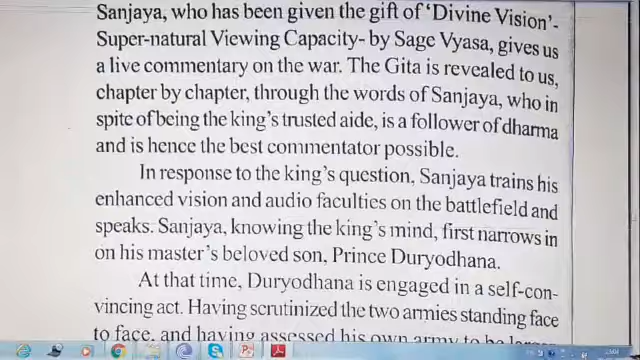 Sanjaya, who has been given the gift of ‘Divine Vision’-
Super-natural Viewing Capacity- by Sage Vyasa, gives us
a live commentary on the war. The Gita is revealed to us,
chapter by chapter, through the words of Sanjaya, who in
spite of being the king’s trusted aide, is a follower of dharma
and is hence the best commentator possible.
In response to the king’s question, Sanjaya trains his
enhanced vision and audio faculties on the battlefield and
speaks. Sanjaya, knowing the king’s mind, first narrows in
on his master’s beloved son, Prince Duryodhana.
At that time, Duryodhana is engaged in a self-con-
vincing act. Having scrutinized the two armies standing face
to face, and having assessed his own army to be larger